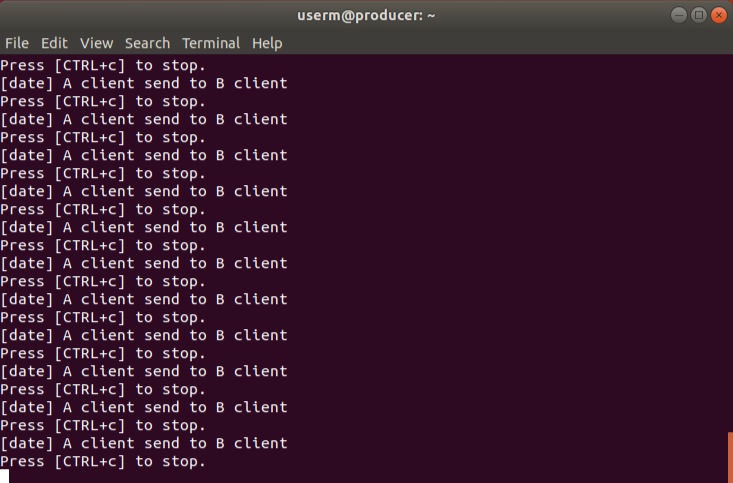 userm@producer: ~
File Edit View Search Terminal Help
Press [CTRL+c] to stop.
[date] A client send to B client
Press [CTRL+c] to stop.
[date] A client send to B client
Press [CTRL+c] to stop.
[date] A client send to B client
Press [CTRL+c] to stop.
[date] A client send to B client
Press [CTRL+c] to stop.
[date] A client send to B client
Press [CTRL+c] to stop.
[date] A client send to B client
Press [CTRL+c] to stop.
[date] A client send to B client
Press [CTRL+c] to stop.
[date] A client send to B client
Press [CTRL+c] to stop.
[date] A client send to B client
Press [CTRL+c] to stop.
[date] A client send to B client
Press [CTRL+c] to stop.
[date] A client send to B client
Press [CTRL+c] to stop.